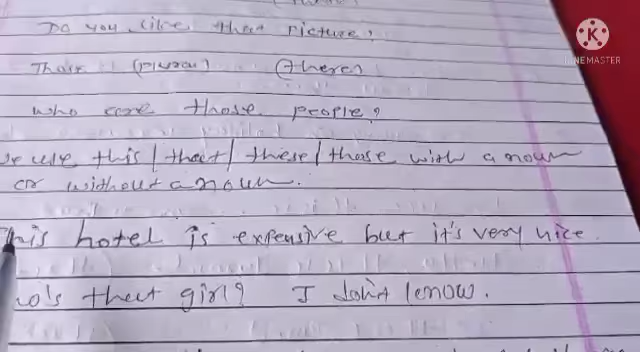 Do you like that picture?
Those (plural) (there)
who are those people?
we use this / that / these / those with a noun
or without a noun.
This hotel is expensive but it's very nice.
who's that girl? I don't know.
KINEMASTER